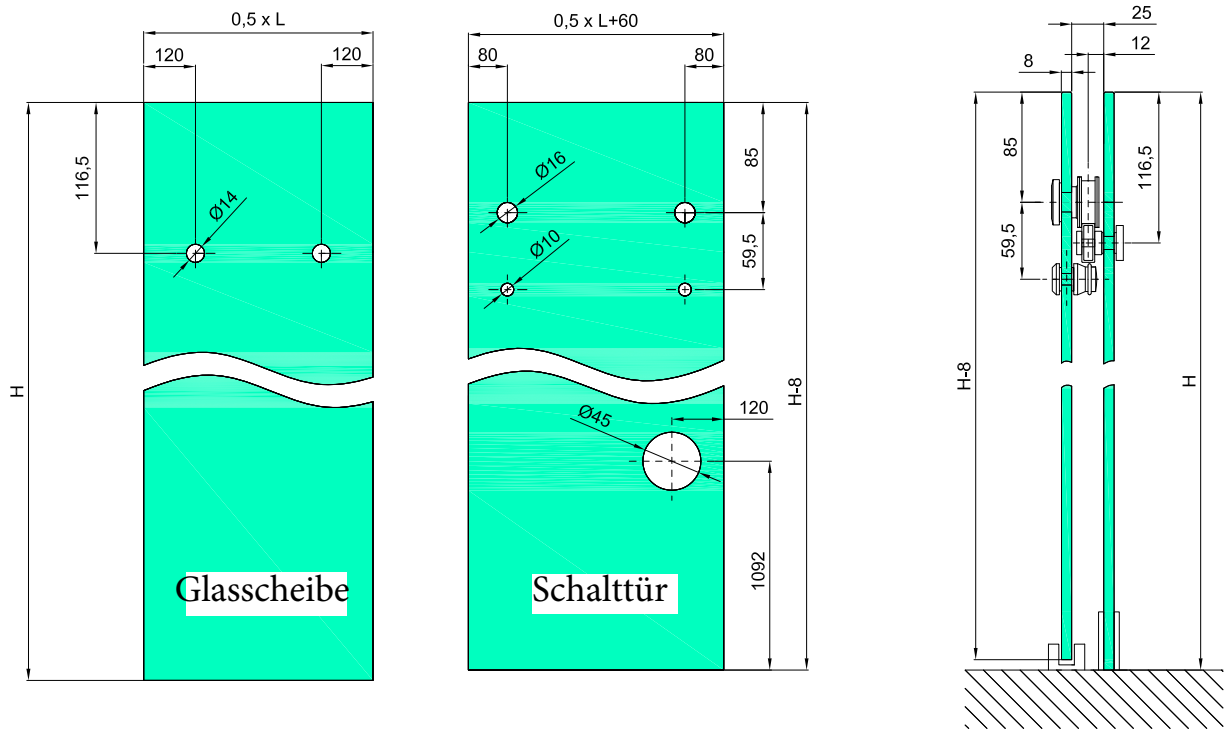 0,5 x L
120
120
116,5
Ø14
H
Glasscheibe
0,5 x L+60
80
80
Ø16
85
Ø10
59,5
H-8
Ø45
120
1092
Schalttür
25
12
8
85
116,5
59,5
H-8
H